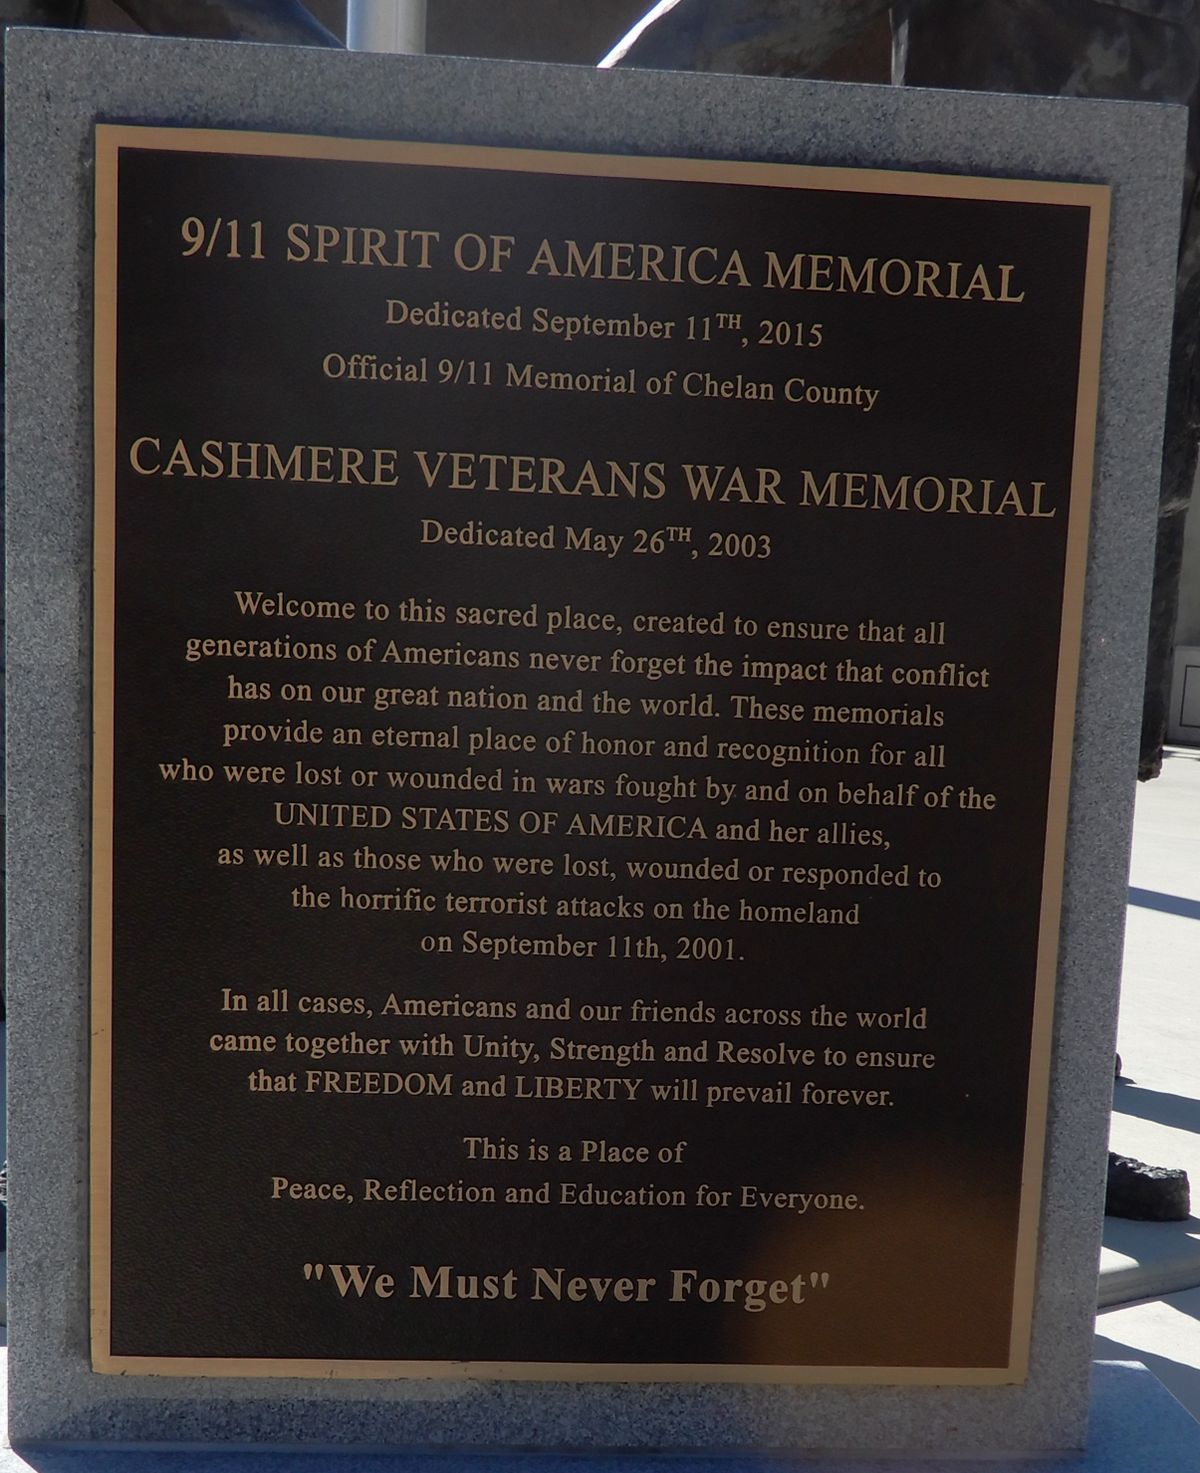 9/11 SPIRIT OF AMERICA MEMORIAL
Dedicated September 11TH, 2015
Official 9/11 Memorial of Chelan County
CASHMERE VETERANS WAR MEMORIAL
Dedicated May 26TH, 2003
Welcome to this sacred place, created to ensure that all
generations of Americans never forget the impact that conflict
has on our great nation and the world. These memorials
provide an eternal place of honor and recognition for all
who were lost or wounded in wars fought by and on behalf of the
UNITED STATES OF AMERICA and her allies,
as well as those who were lost, wounded or responded to
the horrific terrorist attacks on the homeland
on September 11th, 2001.
In all cases, Americans and our friends across the world
came together with Unity, Strength and Resolve to ensure
that FREEDOM and LIBERTY will prevail forever.
This is a Place of
Peace, Reflection and Education for Everyone.
"We Must Never Forget"